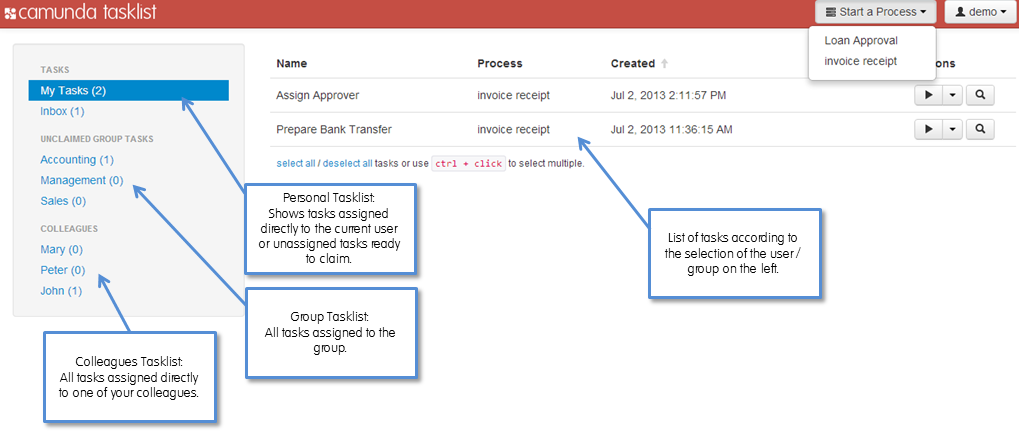 camunda tasklist
Start a Process
demo
Loan Approval
invoice receipt
TASKS
My Tasks (2)
Inbox (1)
UNCLAIMED GROUP TASKS
Accounting (1)
Management (0)
Sales (0)
COLLEAGUES
Mary (0)
Peter (0)
John (1)
Name Process Created ons
Assign Approver invoice receipt Jul 2, 2013 2:11:57 PM
Prepare Bank Transfer invoice receipt Jul 2, 2013 11:36:15 AM
select all / deselect all tasks or use ctrl + click to select multiple.
Personal Tasklist:
Shows tasks assigned
directly to the current user
or unassigned tasks ready
to claim.
List of tasks according to
the selection of the user/
group on the left.
Group Tasklist:
All tasks assigned to the
group.
Colleagues Tasklist:
All tasks assigned directly
to one of your colleagues.